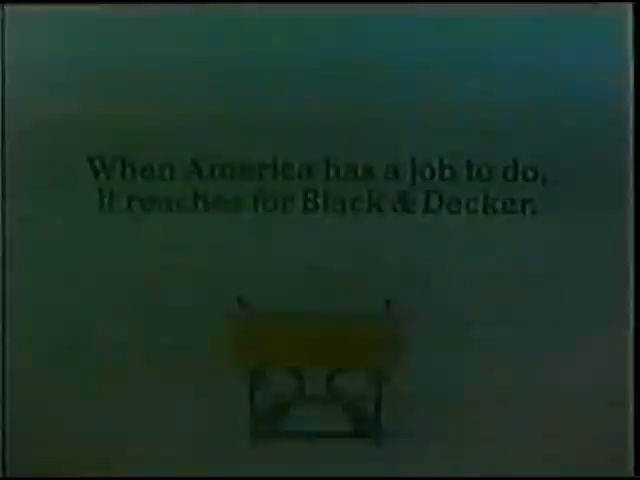 When America has a job to do,
it reaches for Black & Decker.